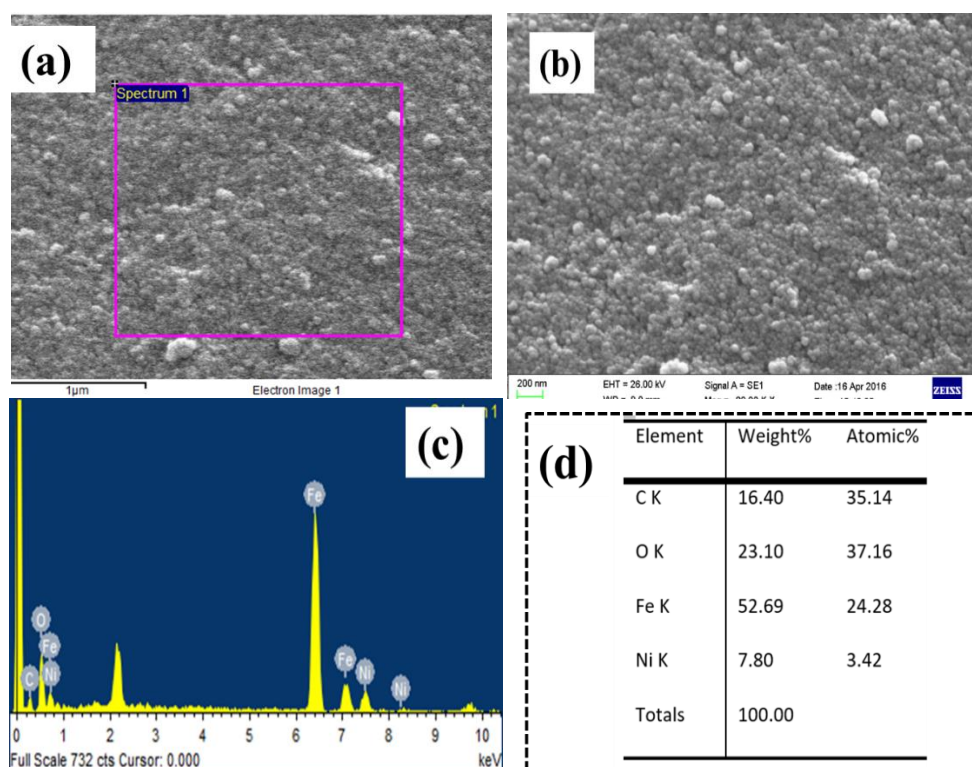 (a)
Spectrum 1
1µm
Electron Image 1
(b)
200 nm
EHT = 26.00 kV
Signal A = SE1
Date :16 Apr 2016
ZEISS
(c)
Fe
O
Fe
Fe
C
Ni
Ni
Ni
0 1 2 3 4 5 6 7 8 9 10
Full Scale 732 cts Cursor: 0.000
keV
(d)
Element Weight% Atomic%
C K 16.40 35.14
O K 23.10 37.16
Fe K 52.69 24.28
Ni K 7.80 3.42
Totals 100.00